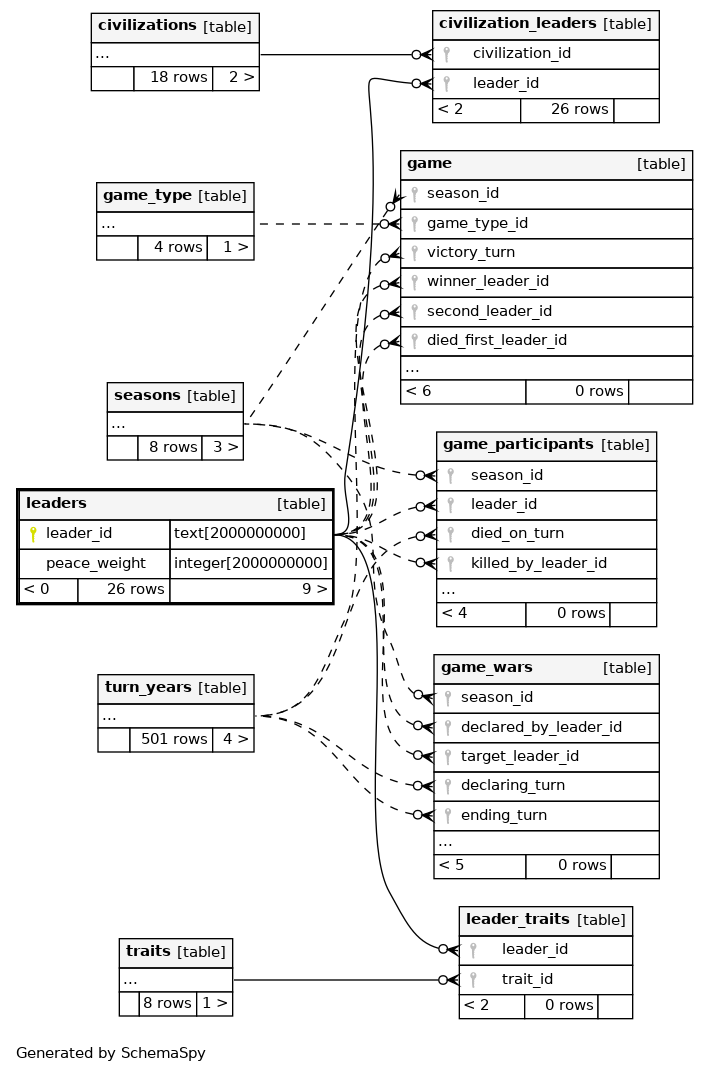 civilizations [table]
...
18 rows 2 >
civilization_leaders [table]
civilization_id
leader_id
< 2 26 rows
game [table]
season_id
game_type_id
victory_turn
winner_leader_id
second_leader_id
died_first_leader_id
...
< 6 0 rows
game_type [table]
...
4 rows 1 >
seasons [table]
...
8 rows 3 >
game_participants [table]
season_id
leader_id
died_on_turn
killed_by_leader_id
...
< 4 0 rows
leaders [table]
leader_id text[2000000000]
peace_weight integer[2000000000]
< 0 26 rows 9 >
game_wars [table]
season_id
declared_by_leader_id
target_leader_id
declaring_turn
ending_turn
...
< 5 0 rows
turn_years [table]
...
501 rows 4 >
leader_traits [table]
leader_id
trait_id
< 2 0 rows
traits [table]
...
8 rows 1 >
Generated by SchemaSpy